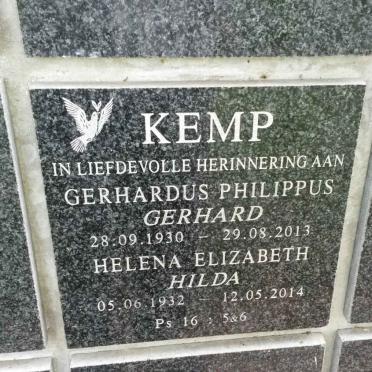 KEMP
IN LIEFDEVOLLE HERINNERING AAN
GERHARDUS PHILIPPUS
GERHARD
28.09.1930 – 29.08.2013
HELENA ELIZABETH
HILDA
05.06.1932 – 12.05.2014
Ps 16 : 5&6